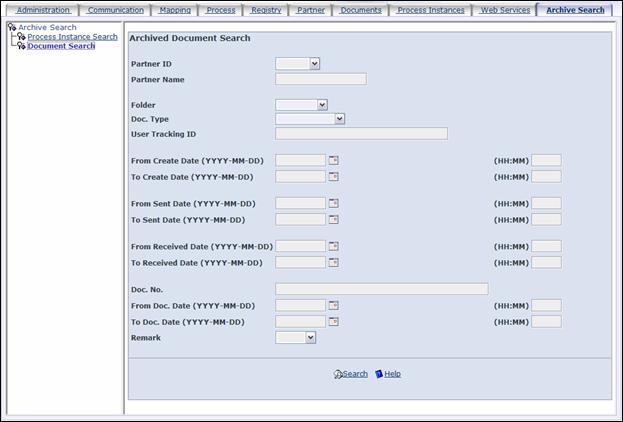 Administration Communication Mapping Process Registry Partner Documents Process Instances Web Services Archive Search
Archive Search
Process Instance Search
Document Search
Archived Document Search
Partner ID
Partner Name
Folder
Doc. Type
User Tracking ID
From Create Date (YYYY-MM-DD) (HH:MM)
To Create Date (YYYY-MM-DD) (HH:MM)
From Sent Date (YYYY-MM-DD) (HH:MM)
To Sent Date (YYYY-MM-DD) (HH:MM)
From Received Date (YYYY-MM-DD) (HH:MM)
To Received Date (YYYY-MM-DD) (HH:MM)
Doc. No.
From Doc. Date (YYYY-MM-DD) (HH:MM)
To Doc. Date (YYYY-MM-DD) (HH:MM)
Remark
Search Help